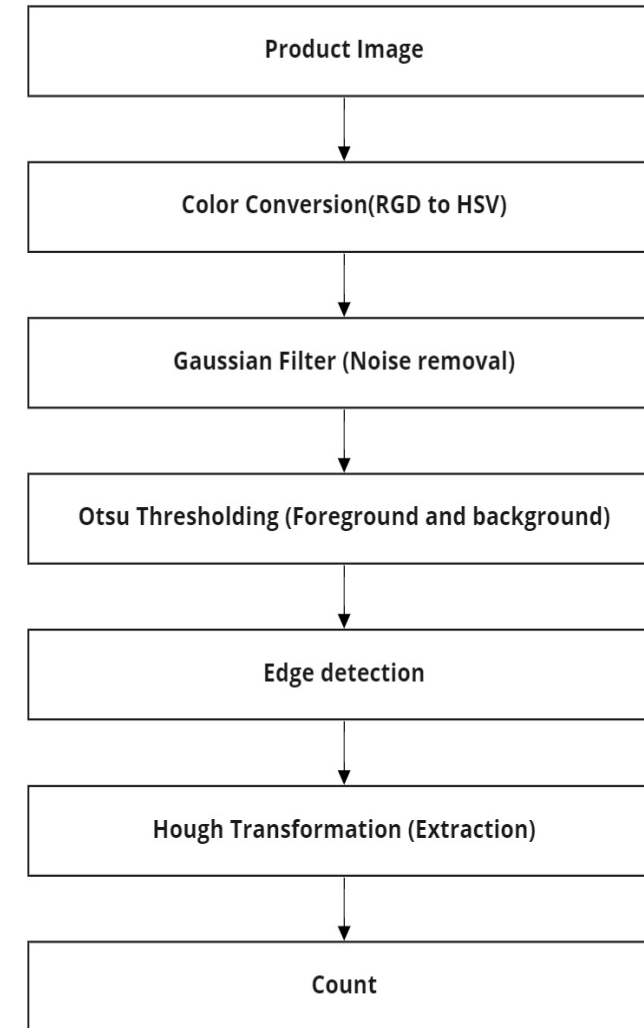 Product Image
Color Conversion(RGD to HSV)
Gaussian Filter (Noise removal)
Otsu Thresholding (Foreground and background)
Edge detection
Hough Transformation (Extraction)
Count